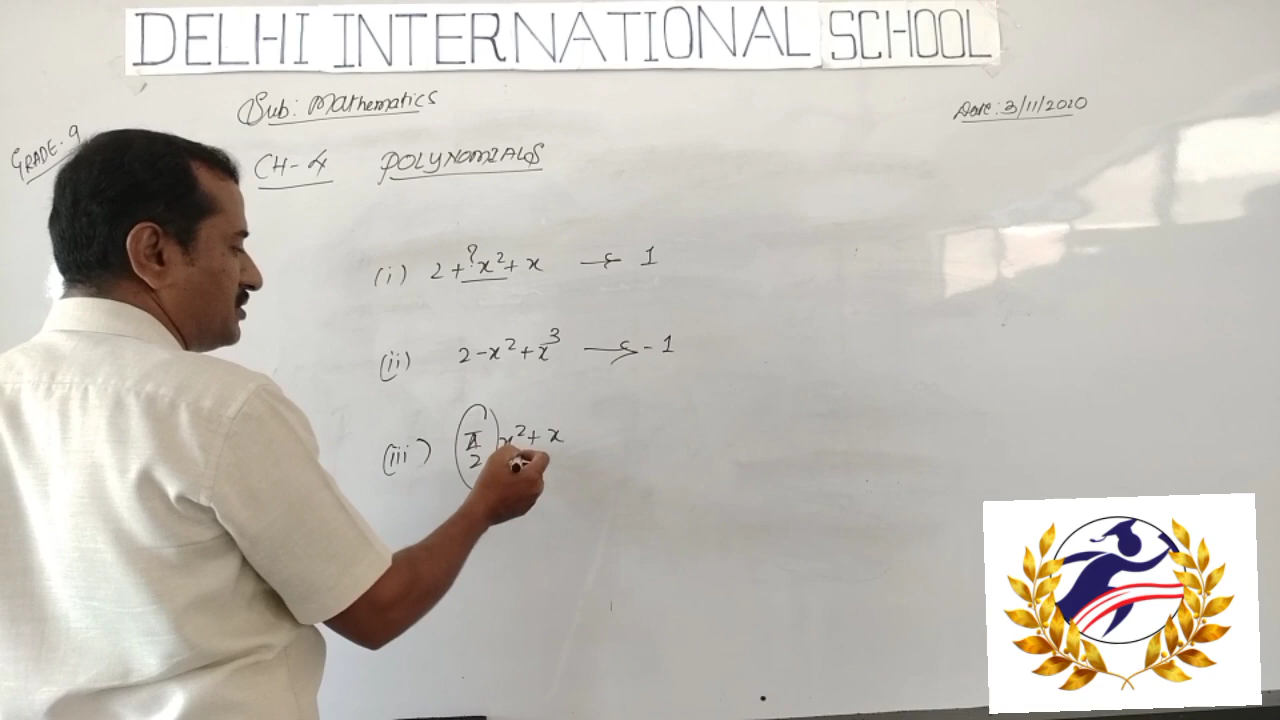 DELHI INTERNATIONAL SCHOOL
Sub: Mathematics
Date: 3/11/2020
GRADE-9
CH-4 POLYNOMIALS
(i) 2+?x²+x → 1
(ii) 2-x²+x³ → -1
(iii) (π/2)x²+x